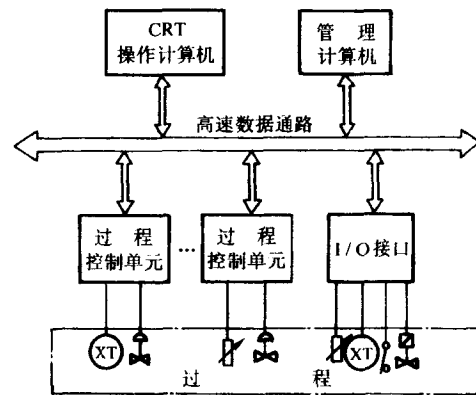 CRT
操作计算机
管 理
计算机
高速数据通路
过 程
控制单元
...
过 程
控制单元
I/O接口
XT
XT
过 程